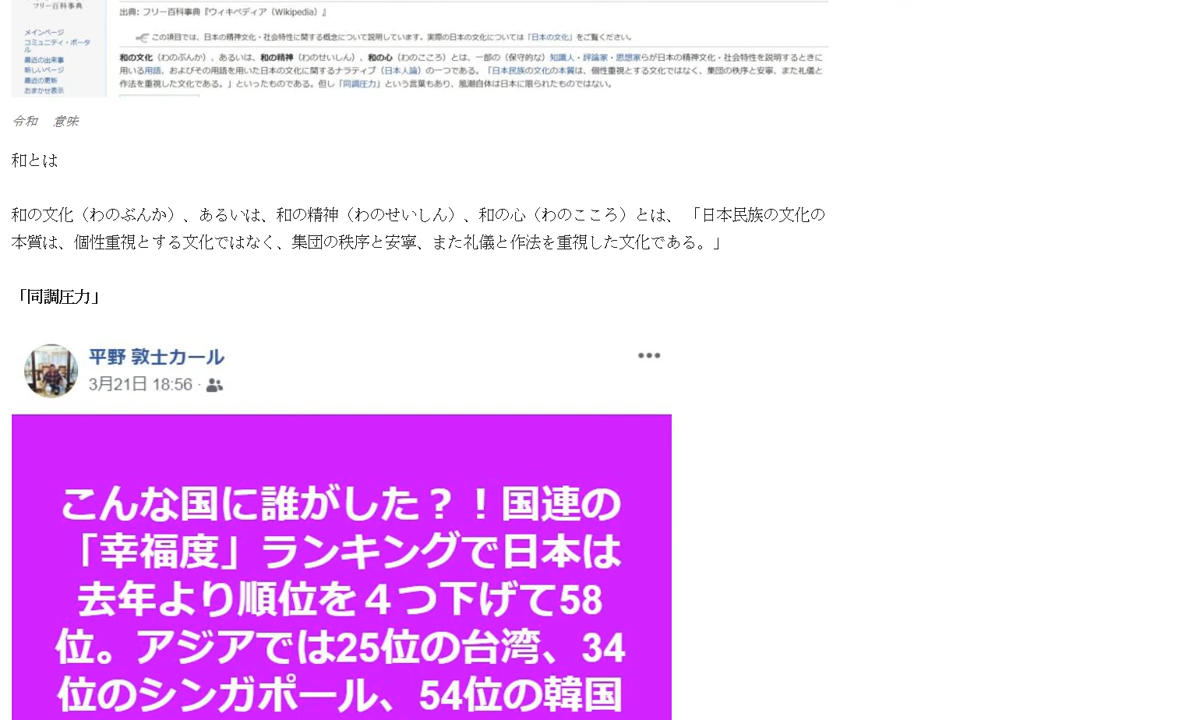 フリー百科事典
出典: フリー百科事典『ウィキペディア（Wikipedia）』
メインページ
コミュニティ・ポータル
最近の出来事
新しいページ
最近の更新
おまかせ表示
この項目では、日本の精神文化・社会特性に関する概念について説明しています。実際の日本の文化については「日本の文化」をご覧ください。
和の文化（わのぶんか）、あるいは、和の精神（わのせいしん）、和の心（わのこころ）とは、一部の（保守的な）知識人・評論家・思想家らが日本の精神文化・社会特性を説明するときに
用いる用語、およびその用語を用いた日本の文化に関するナラティブ（日本人論）の一つである。「日本民族の文化の本質は、個性重視とする文化ではなく、集団の秩序と安寧、また礼儀と
作法を重視した文化である。」といったものである。但し「同調圧力」という言葉もあり、風潮自体は日本に限られたものではない。
令和　意味
和とは
和の文化（わのぶんか）、あるいは、和の精神（わのせいしん）、和の心（わのこころ）とは、「日本民族の文化の
本質は、個性重視とする文化ではなく、集団の秩序と安寧、また礼儀と作法を重視した文化である。」
「同調圧力」
平野 敦士カール
3月21日 18:56 ·
こんな国に誰がした？！国連の
「幸福度」ランキングで日本は
去年より順位を４つ下げて58
位。アジアでは25位の台湾、34
位のシンガポール、54位の韓国